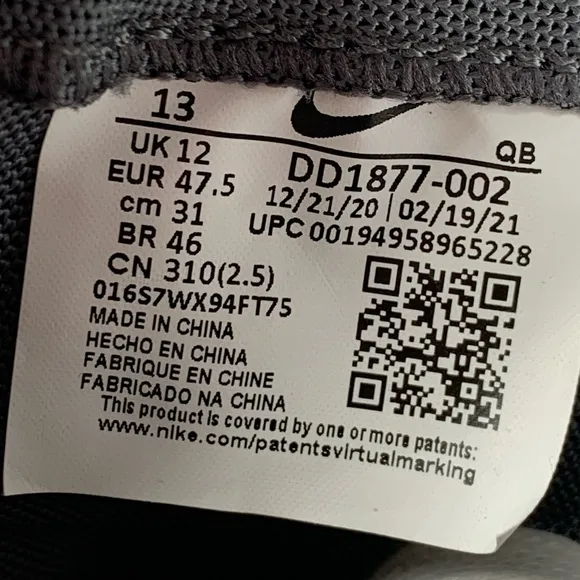 13
QB
UK 12
EUR 47.5
cm 31
BR 46
CN 310(2.5)
DD1877-002
12/21/20 | 02/19/21
UPC 00194958965228
016S7WX94FT75
MADE IN CHINA
HECHO EN CHINA
FABRIQUE EN CHINE
FABRICADO NA CHINA
This product is covered by one or more patents:
www.nike.com/patentsvirtualmarking